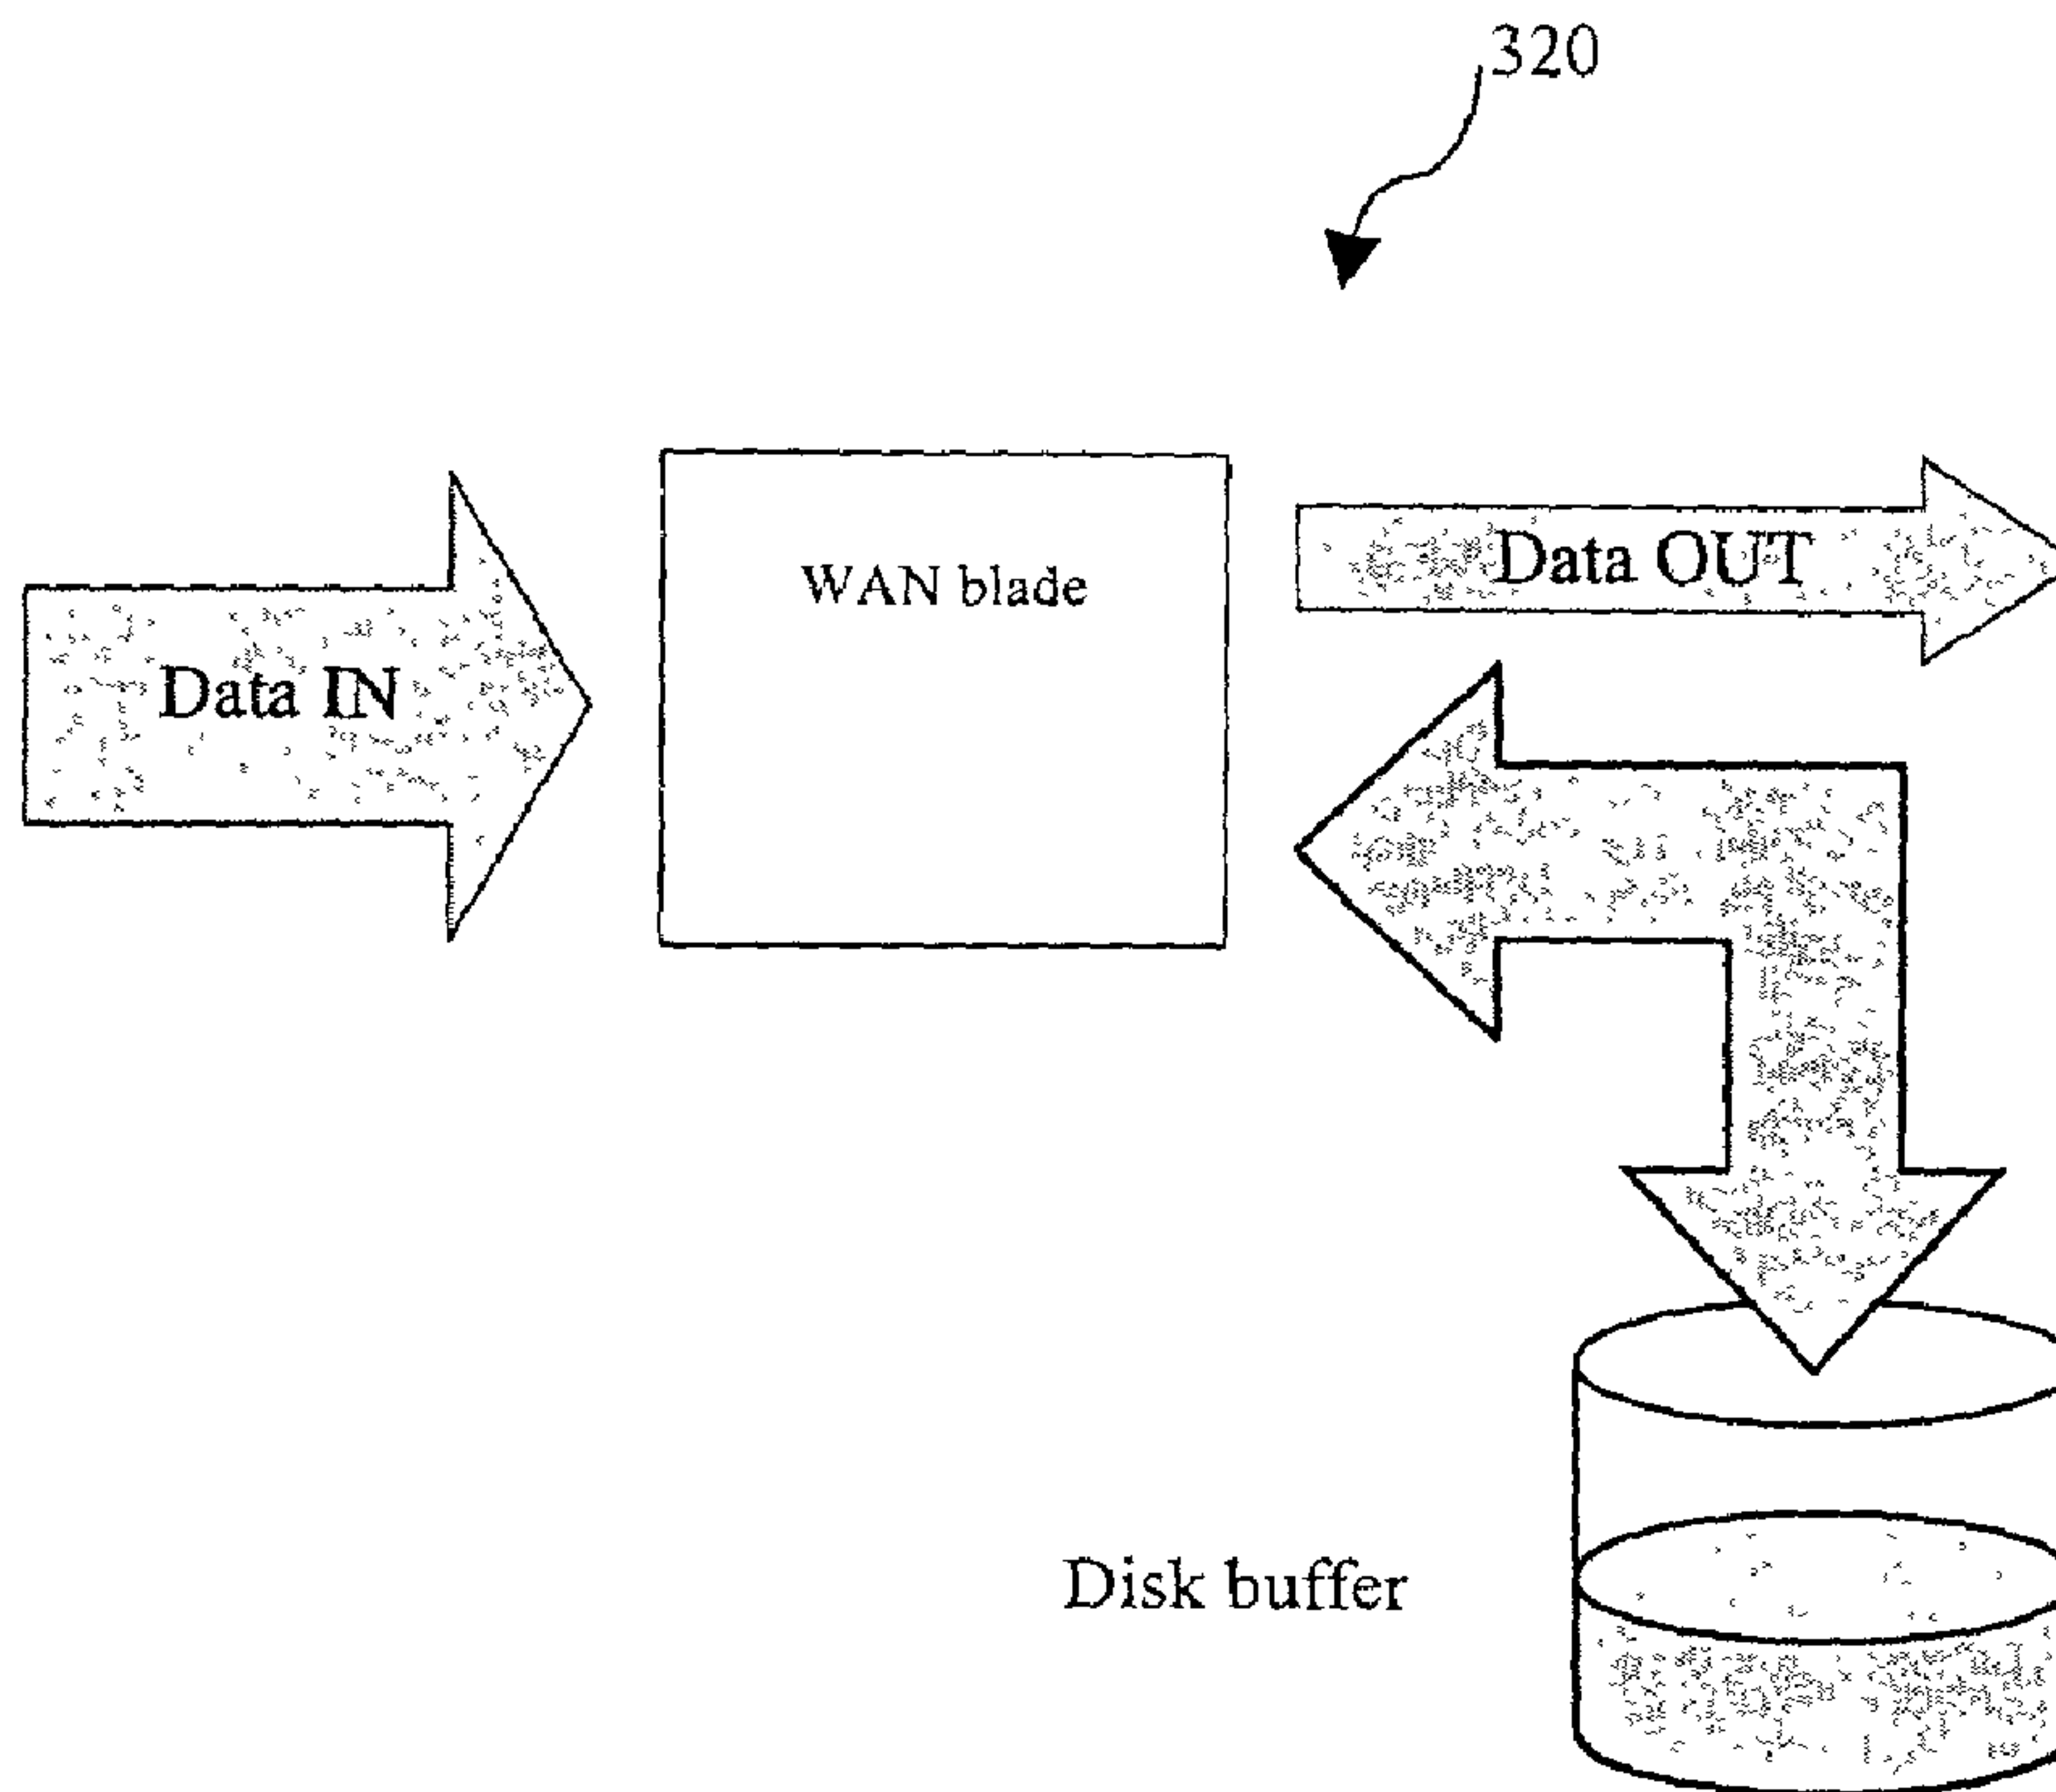 320
WAN blade
Data OUT
Data IN
Disk buffer